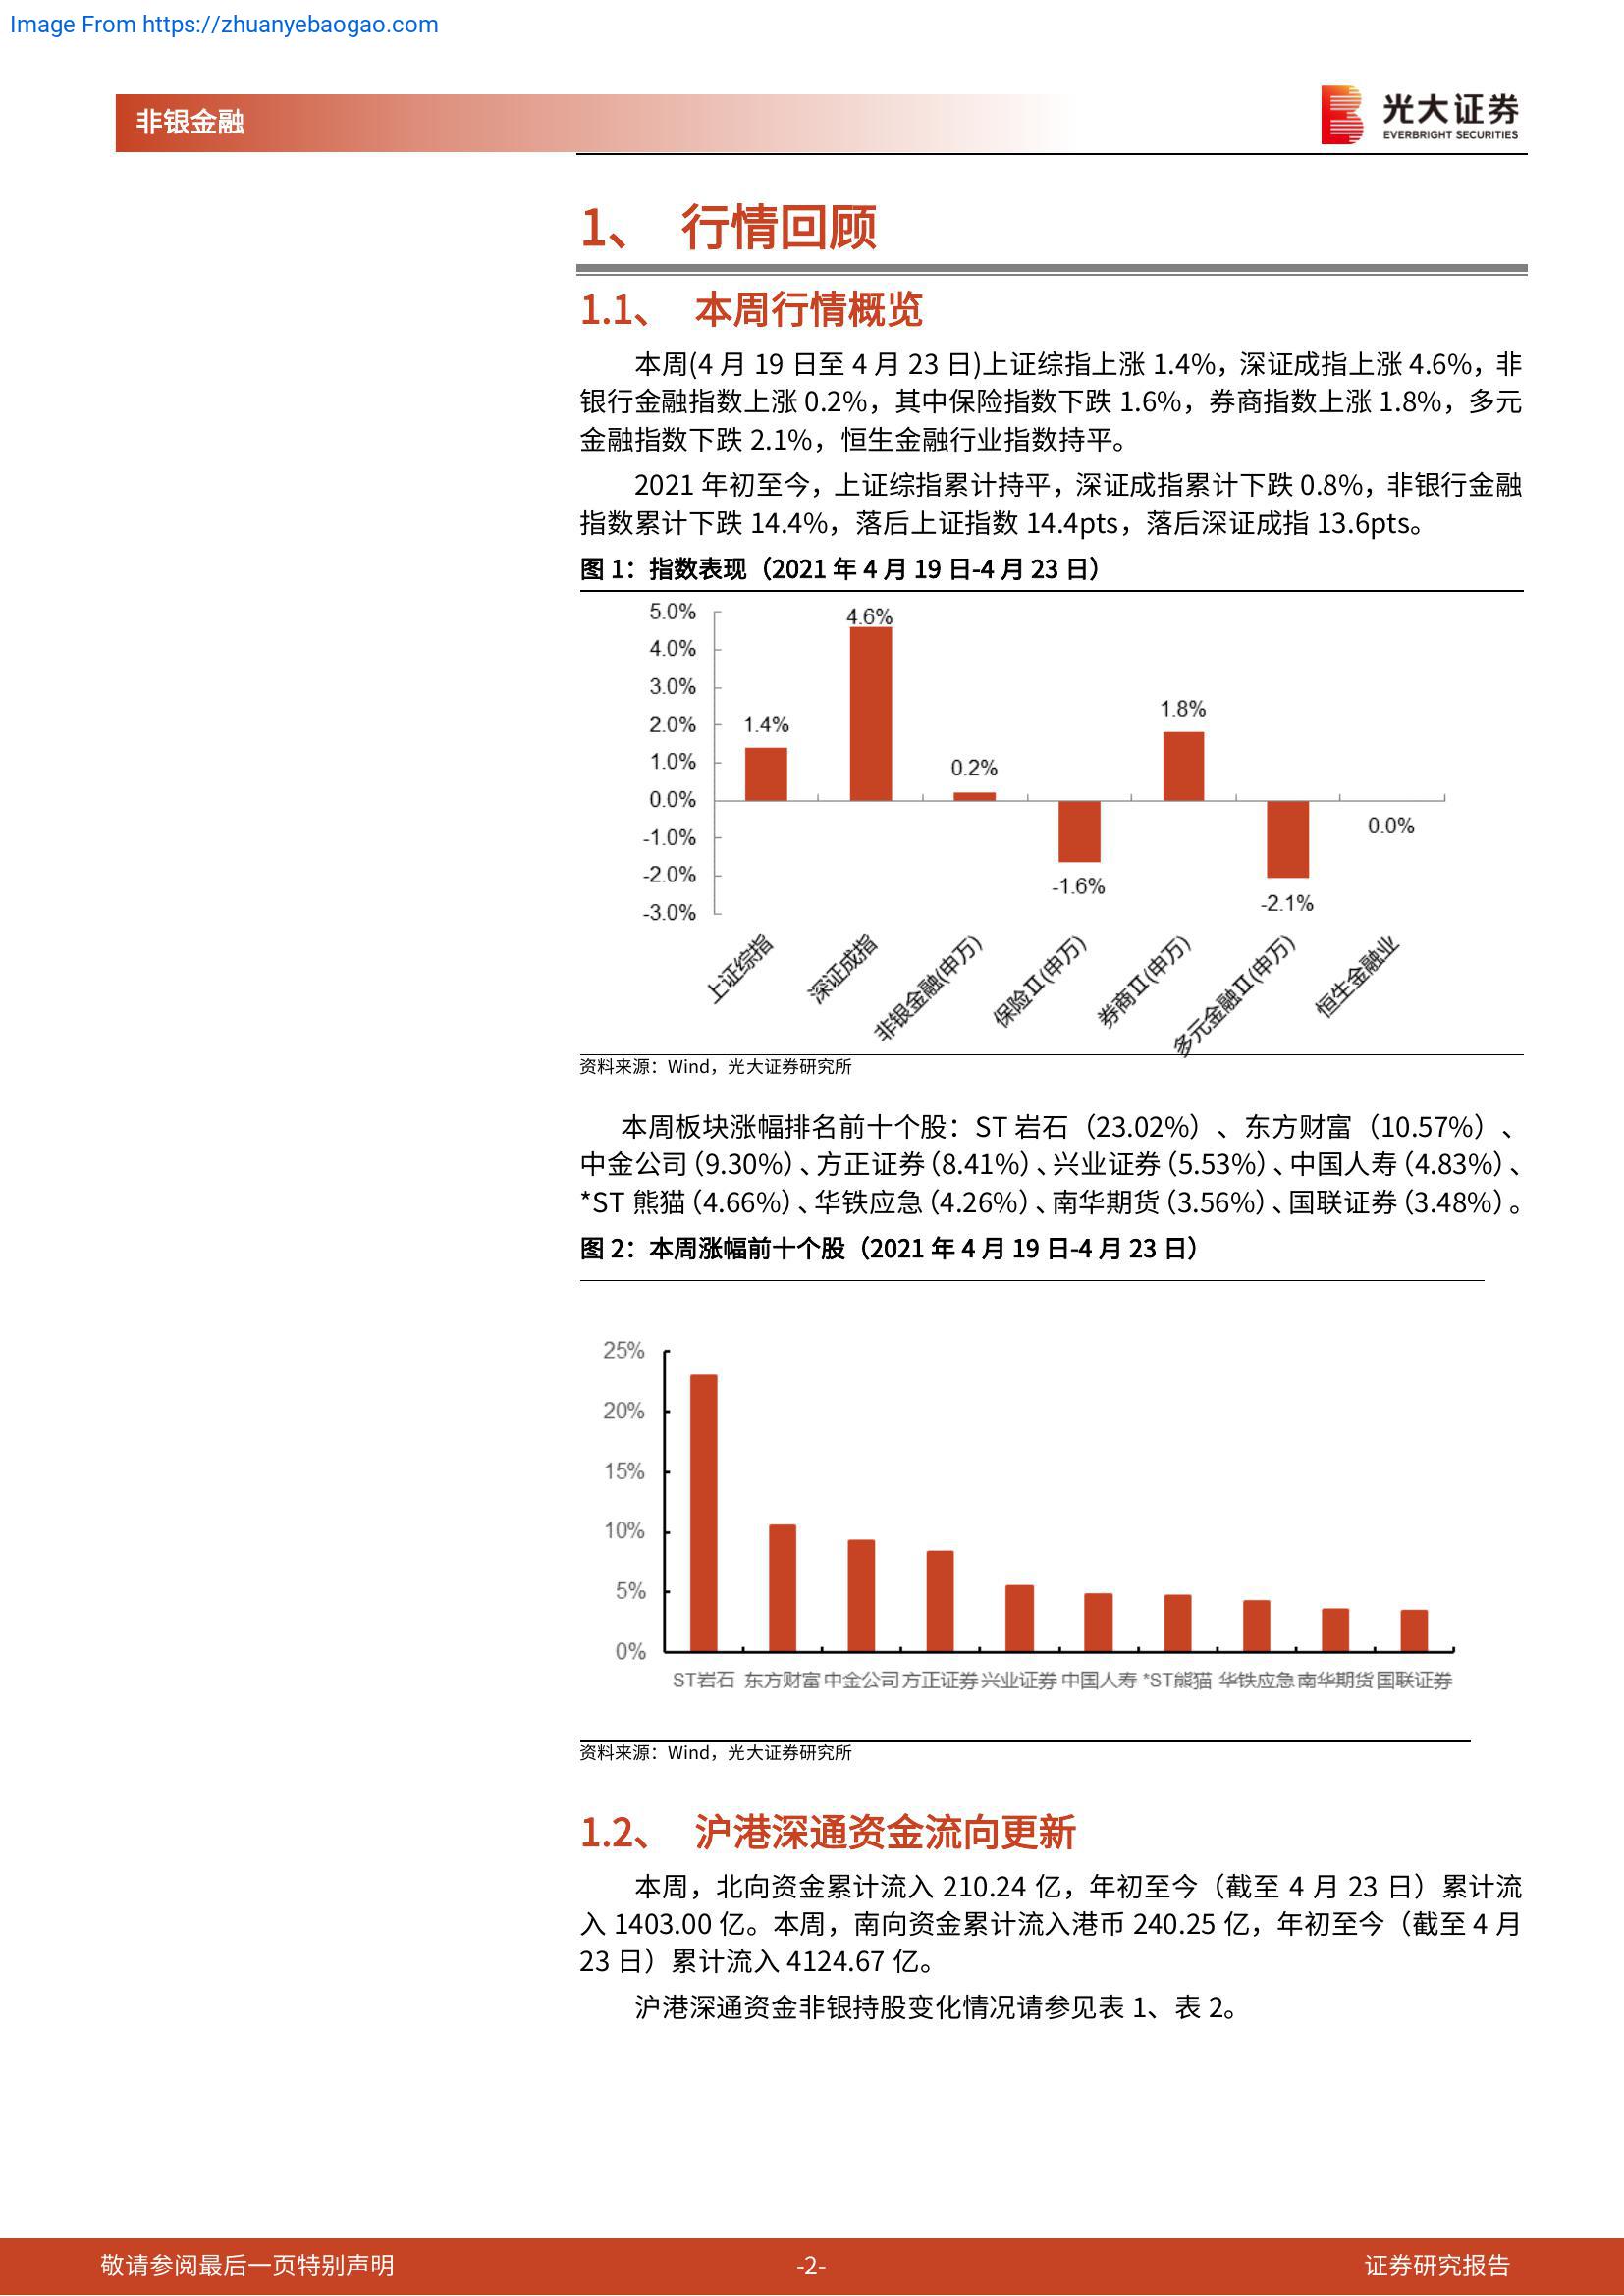 Image From https://zhuanyebaogao.com
非银金融
光大证券
EVERBRIGHT SECURITIES
1、 行情回顾
1.1、 本周行情概览
本周(4 月 19 日至 4 月 23 日)上证综指上涨 1.4%，深证成指上涨 4.6%，非
银行金融指数上涨 0.2%，其中保险指数下跌 1.6%，券商指数上涨 1.8%，多元
金融指数下跌 2.1%，恒生金融行业指数持平。
2021 年初至今，上证综指累计持平，深证成指累计下跌 0.8%，非银行金融
指数累计下跌 14.4%，落后上证指数 14.4pts，落后深证成指 13.6pts。
图 1：指数表现（2021 年 4 月 19 日-4 月 23 日）
5.0%
4.0%
3.0%
2.0%
1.0%
0.0%
-1.0%
-2.0%
-3.0%
1.4%
4.6%
0.2%
-1.6%
1.8%
-2.1%
0.0%
上证综指
深证成指
非银金融(申万)
保险Ⅱ(申万)
券商Ⅱ(申万)
多元金融Ⅱ(申万)
恒生金融业
资料来源：Wind，光大证券研究所
本周板块涨幅排名前十个股：ST 岩石（23.02%）、东方财富（10.57%）、
中金公司（9.30%）、方正证券（8.41%）、兴业证券（5.53%）、中国人寿（4.83%）、
*ST 熊猫（4.66%）、华铁应急（4.26%）、南华期货（3.56%）、国联证券（3.48%）。
图 2：本周涨幅前十个股（2021 年 4 月 19 日-4 月 23 日）
25%
20%
15%
10%
5%
0%
ST岩石 东方财富 中金公司 方正证券 兴业证券 中国人寿 *ST熊猫 华铁应急 南华期货 国联证券
资料来源：Wind，光大证券研究所
1.2、 沪港深通资金流向更新
本周，北向资金累计流入 210.24 亿，年初至今（截至 4 月 23 日）累计流
入 1403.00 亿。本周，南向资金累计流入港币 240.25 亿，年初至今（截至 4 月
23 日）累计流入 4124.67 亿。
沪港深通资金非银持股变化情况请参见表 1、表 2。
敬请参阅最后一页特别声明
-2-
证券研究报告